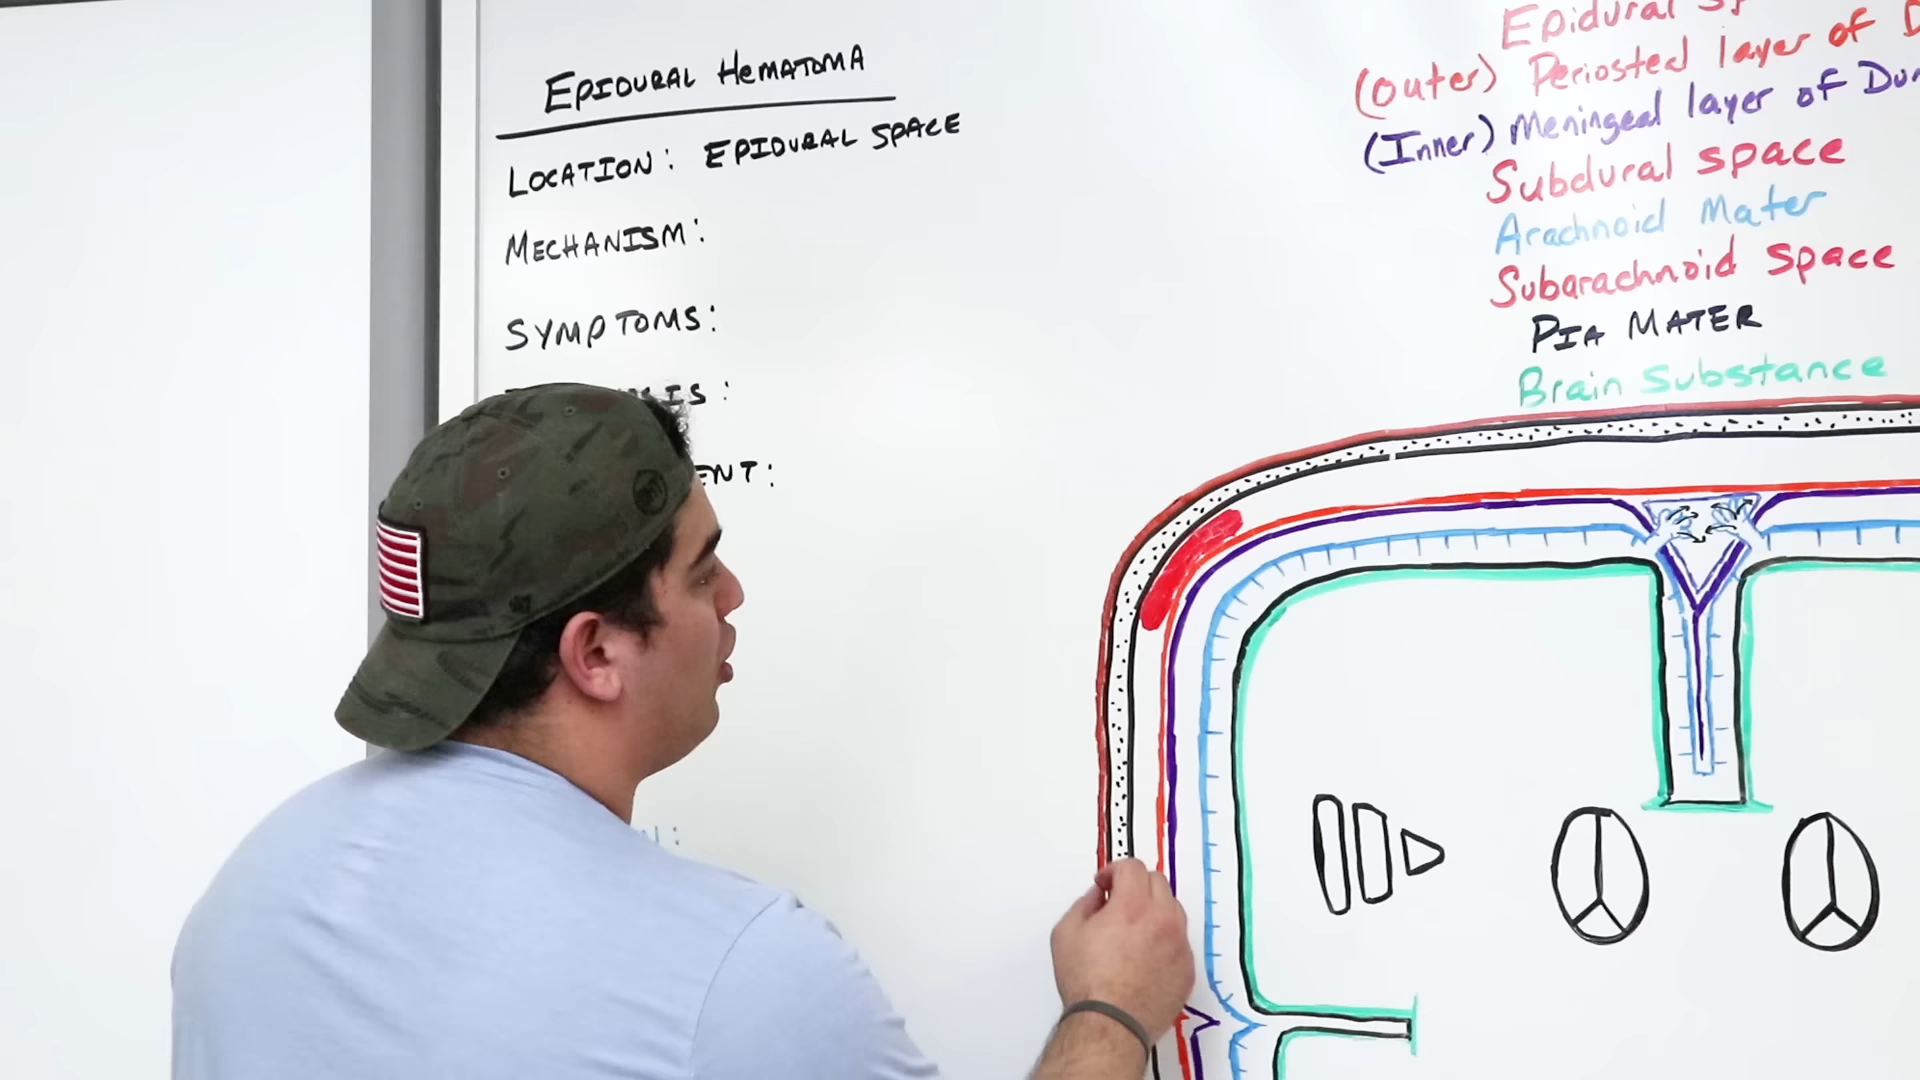 EPIDURAL HEMATOMA
LOCATION: EPIDURAL SPACE
MECHANISM:
SYMPTOMS:
Epidural
(Outer) Periosteal layer of
(Inner) Meningeal layer of
Subdural space
Arachnoid Mater
Subarachnoid Space
PIA MATER
Brain Substance